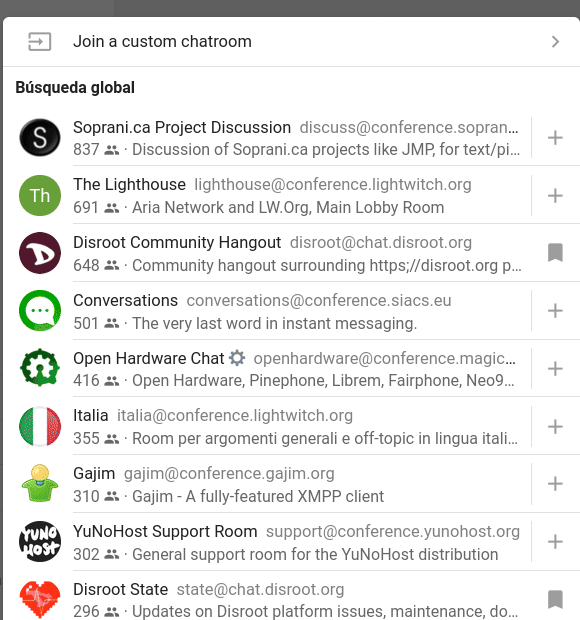 Join a custom chatroom
Búsqueda global
Soprani.ca Project Discussion discuss@conference.sopran…
S
837 · Discussion of Soprani.ca projects like JMP, for text/pi…
The Lighthouse lighthouse@conference.lightwitch.org
Th
691 · Aria Network and LW.Org, Main Lobby Room
Disroot Community Hangout disroot@chat.disroot.org
648 · Community hangout surrounding https;//disroot.org p…
Conversations conversations@conference.siacs.eu
501 · The very last word in instant messaging.
Open Hardware Chat openhardware@conference.magic…
416 · Open Hardware, Pinephone, Librem, Fairphone, Neo9…
Italia italia@conference.lightwitch.org
355 · Room per argomenti generali e off-topic in lingua itali…
Gajim gajim@conference.gajim.org
310 · Gajim - A fully-featured XMPP client
YuNoHost Support Room support@conference.yunohost.org
YUNO
HOST
302 · General support room for the YuNoHost distribution
Disroot State state@chat.disroot.org
296 · Updates on Disroot platform issues, maintenance, do…